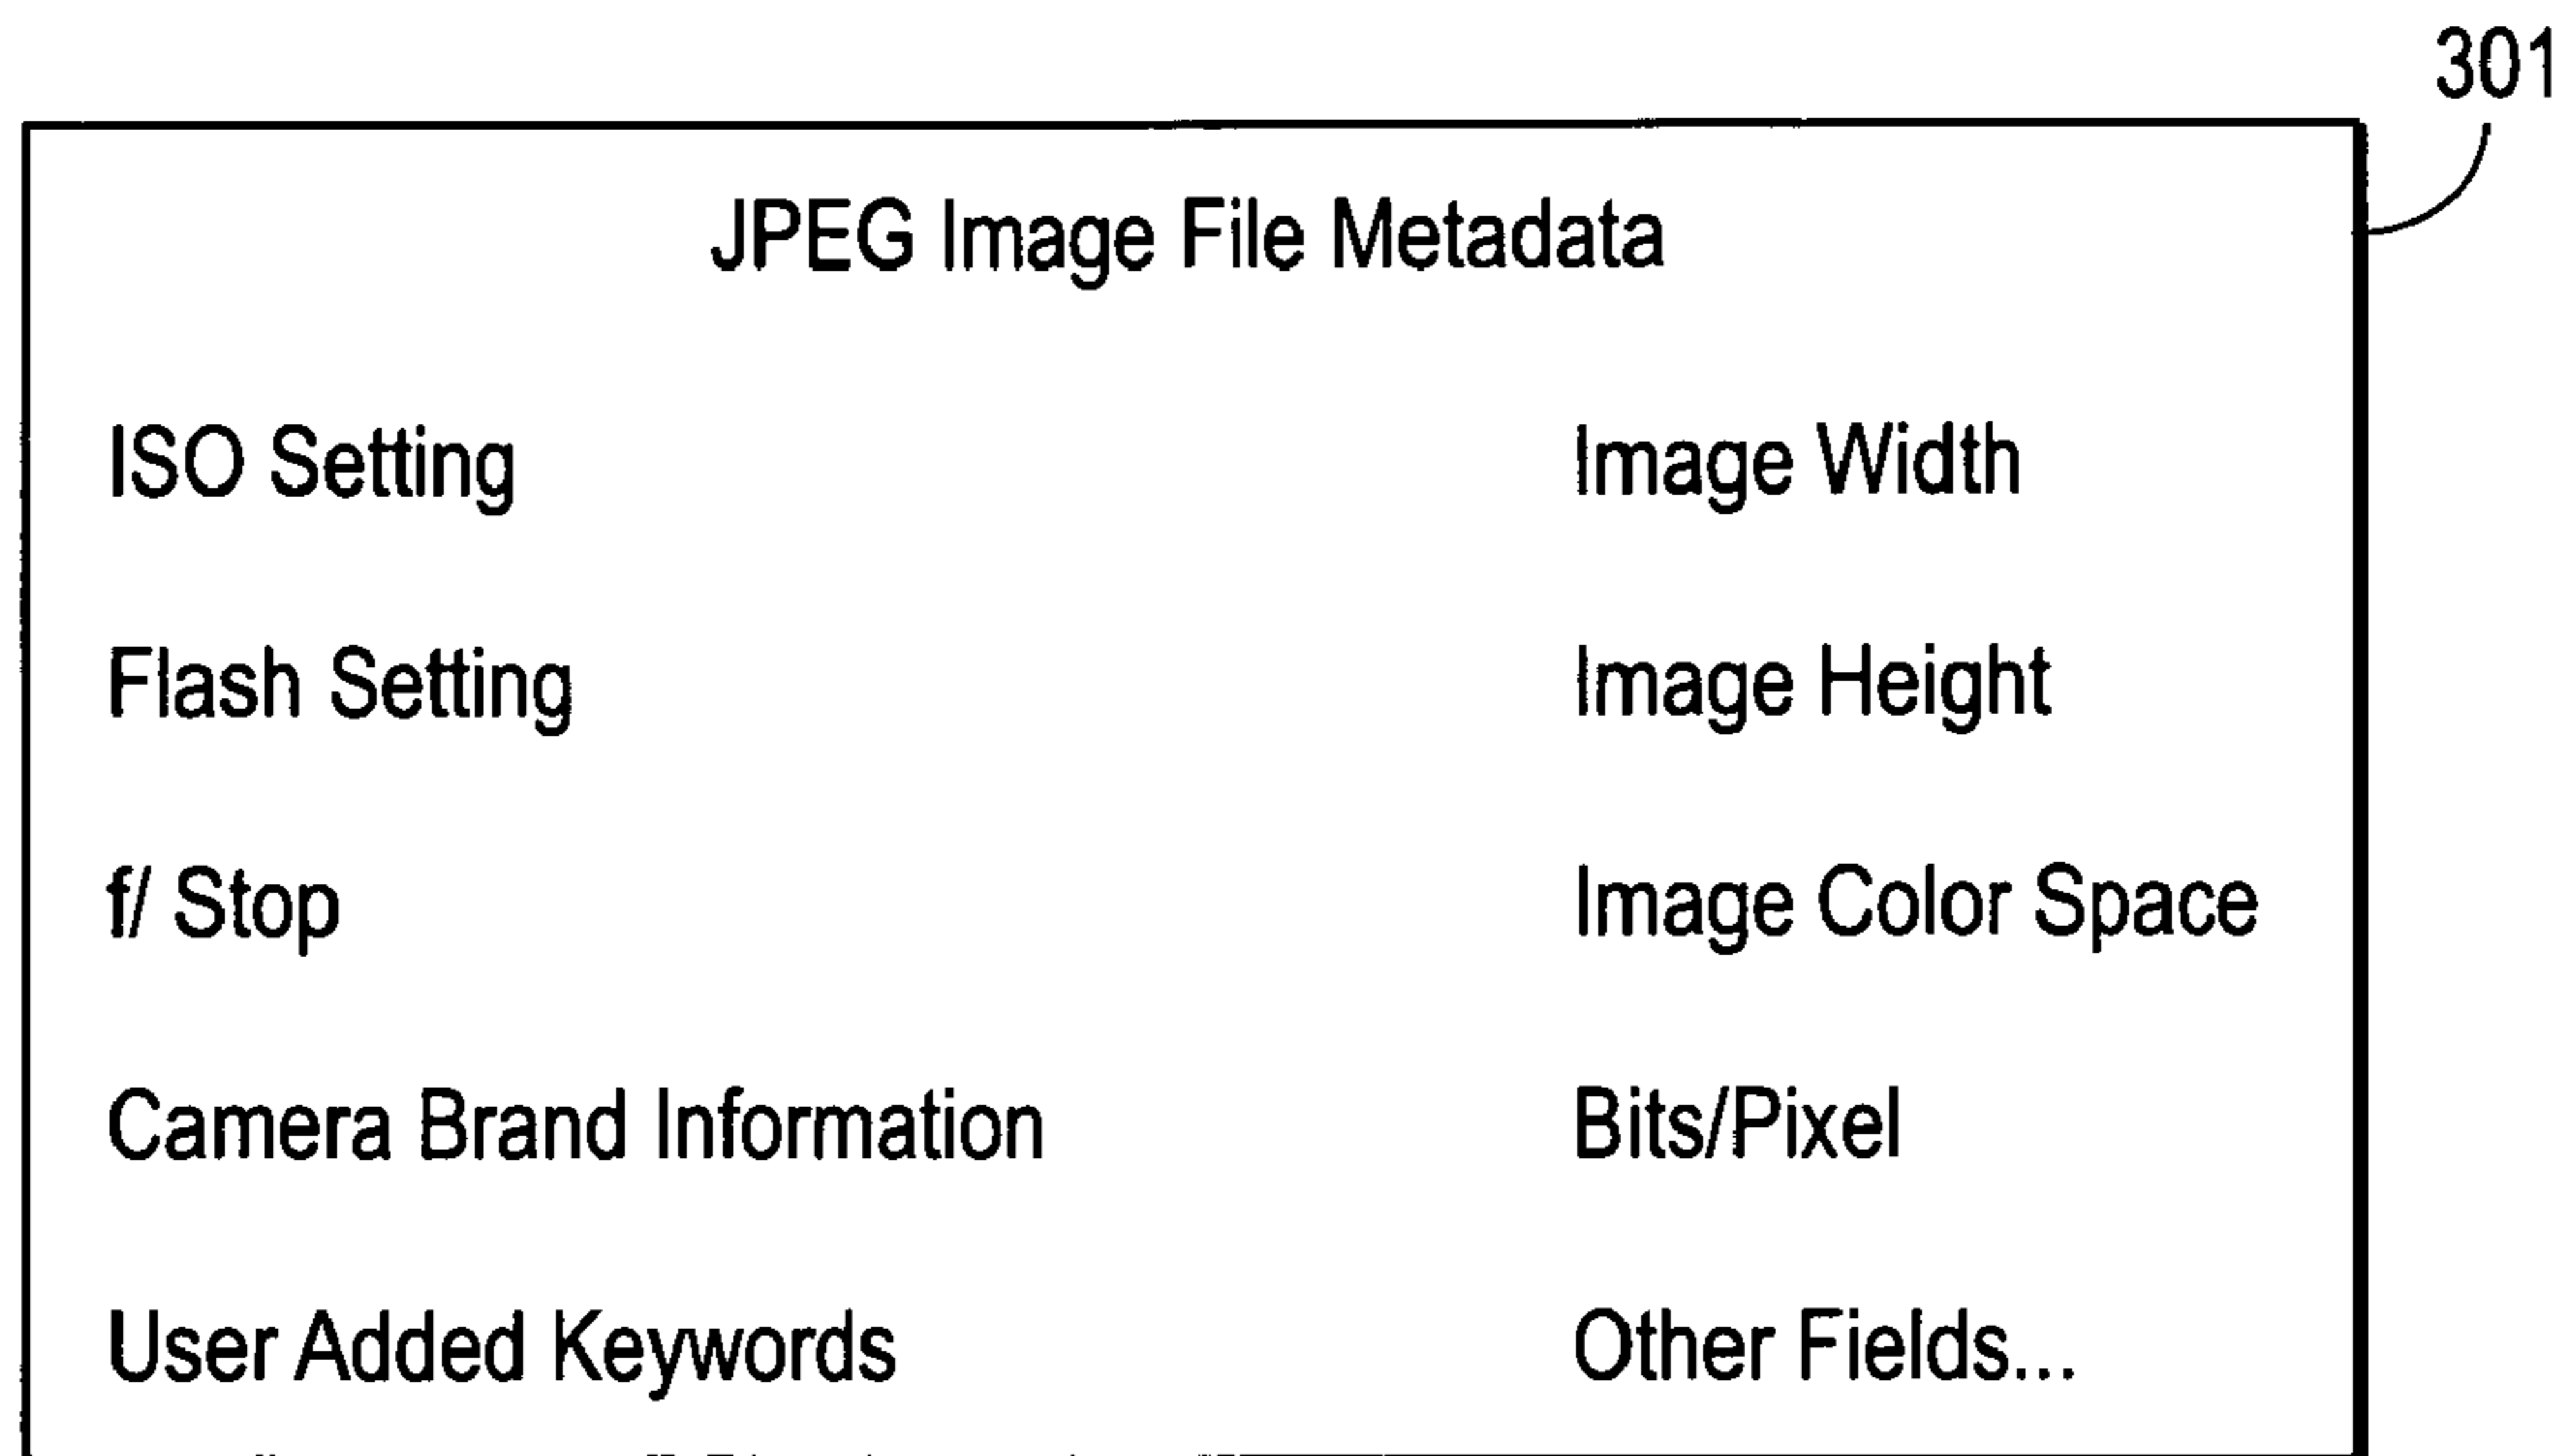 301
JPEG Image File Metadata
ISO Setting Image Width
Flash Setting Image Height
f/ Stop Image Color Space
Camera Brand Information Bits/Pixel
User Added Keywords Other Fields...